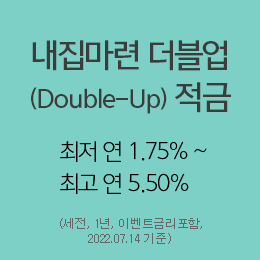 내집마련 더블업
(Double-Up) 적금
최저 연 1.75% ~
최고 연 5.50%
(세전, 1년, 이벤트금리포함,
2022.07.14 기준)